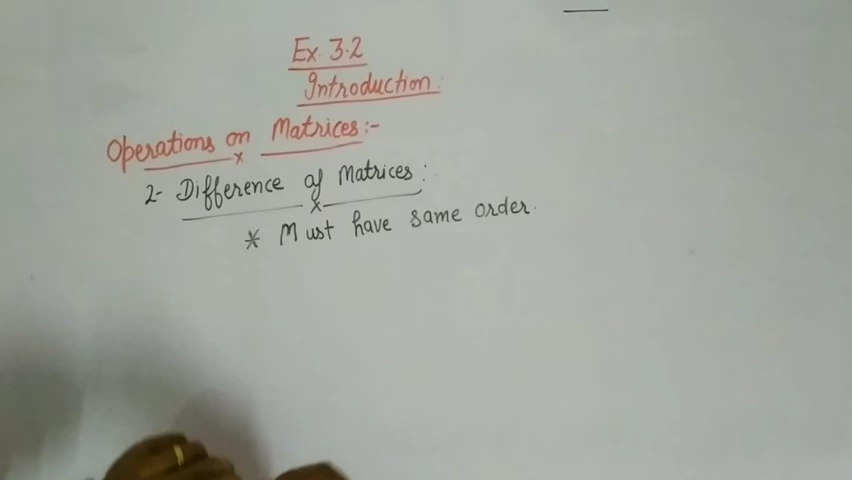 Ex 3.2
Introduction:
Operations on Matrices:-
2- Difference of Matrices:
* Must have same order.